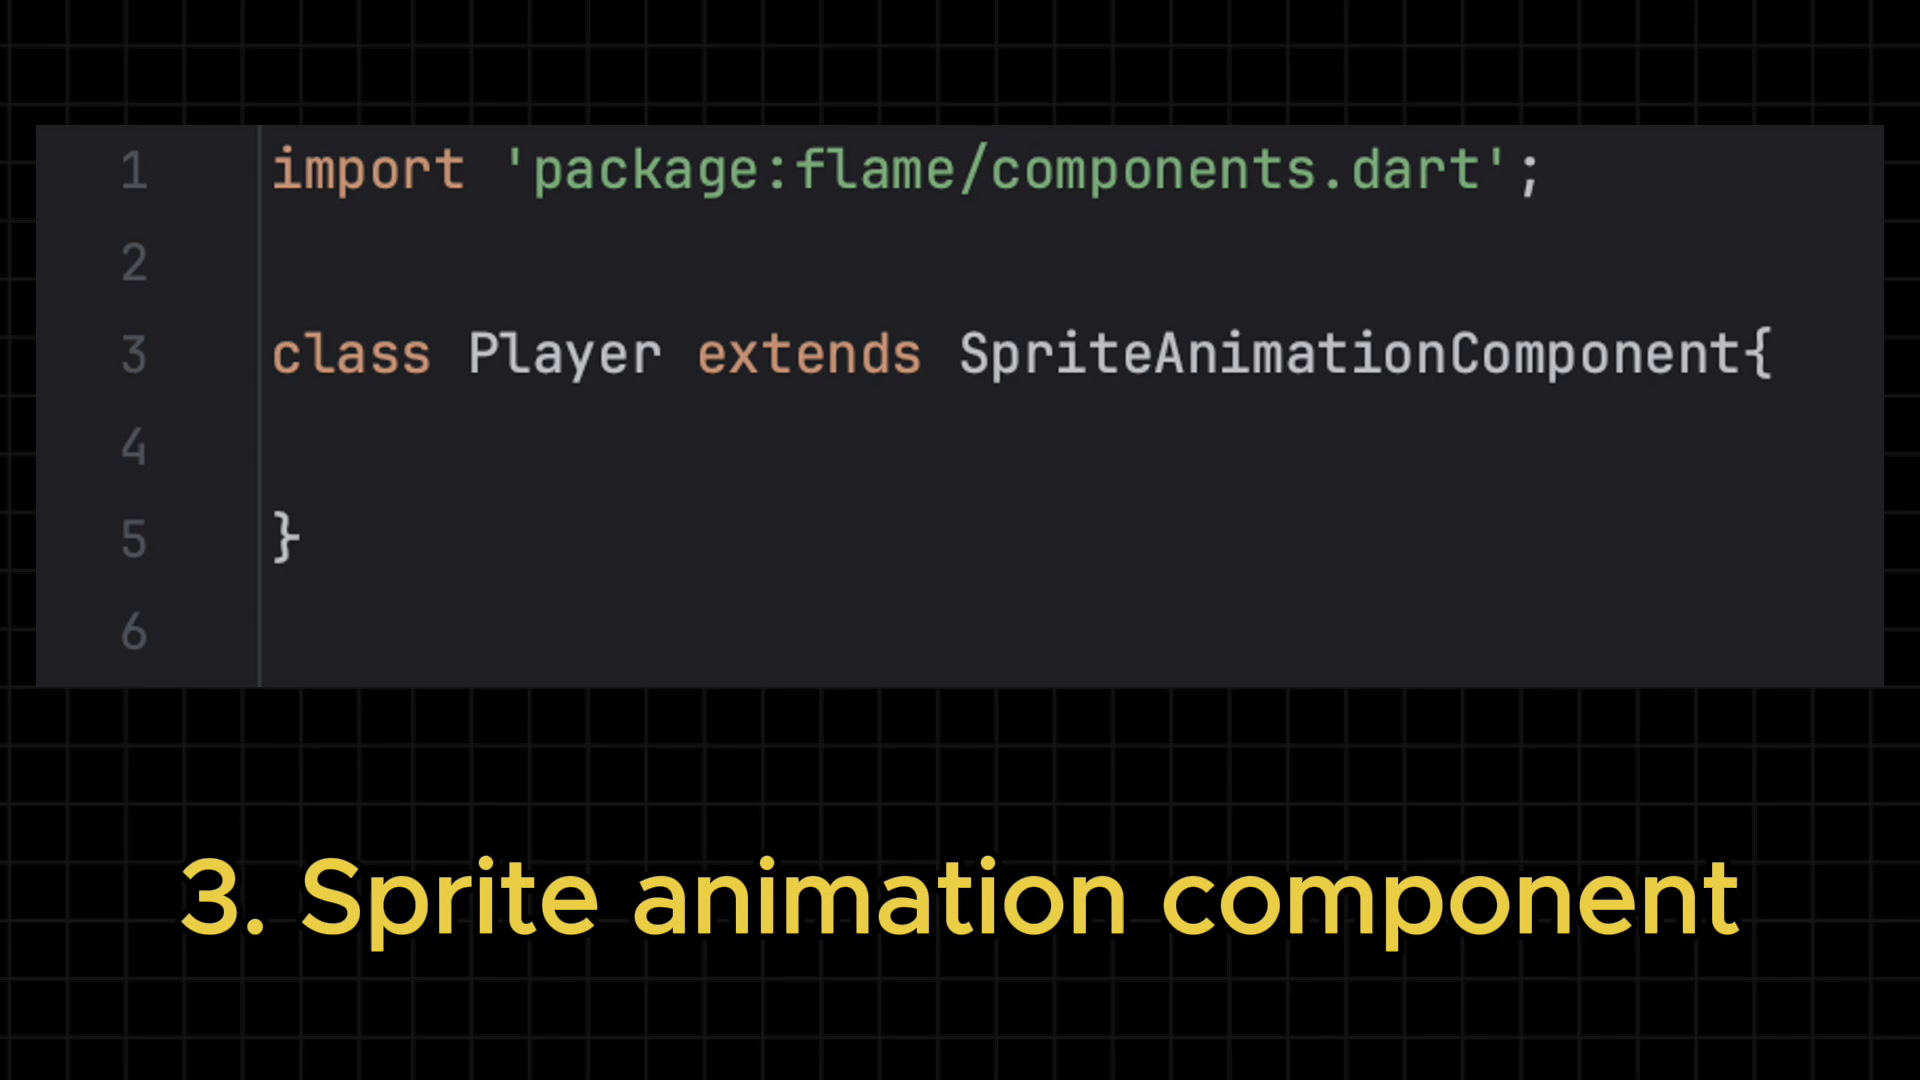 1 import 'package:flame/components.dart';
2
3 class Player extends SpriteAnimationComponent{
4
5 }
6
3. Sprite animation component